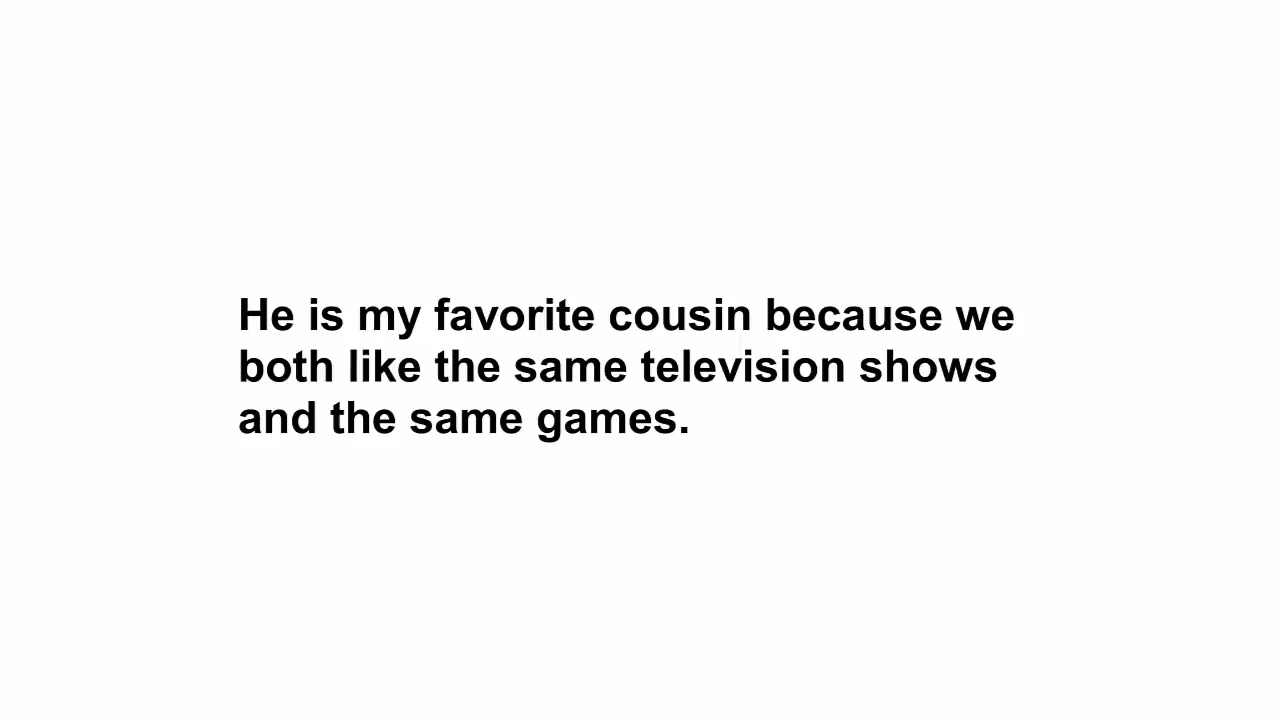 He is my favorite cousin because we
both like the same television shows
and the same games.